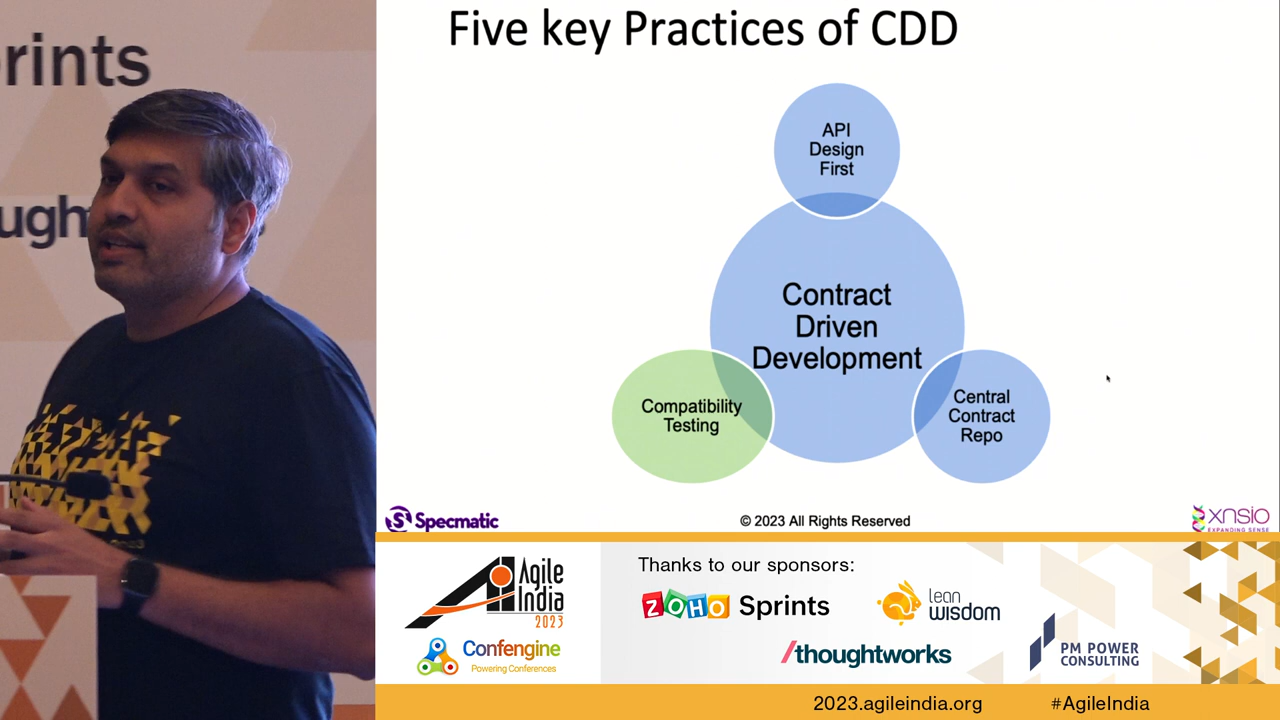 Five key Practices of CDD
API
Design
First
Contract
Driven
Development
Compatibility
Testing
Central
Contract
Repo
Specmatic
© 2023 All Rights Reserved
xnsio
EXPANDING SENSE
rints
ugh
Agile
India
2023
Confengine
Powering Conferences
Thanks to our sponsors:
ZOHO Sprints
lean
wisdom
/thoughtworks
PM POWER
CONSULTING
2023.agileindia.org
#AgileIndia